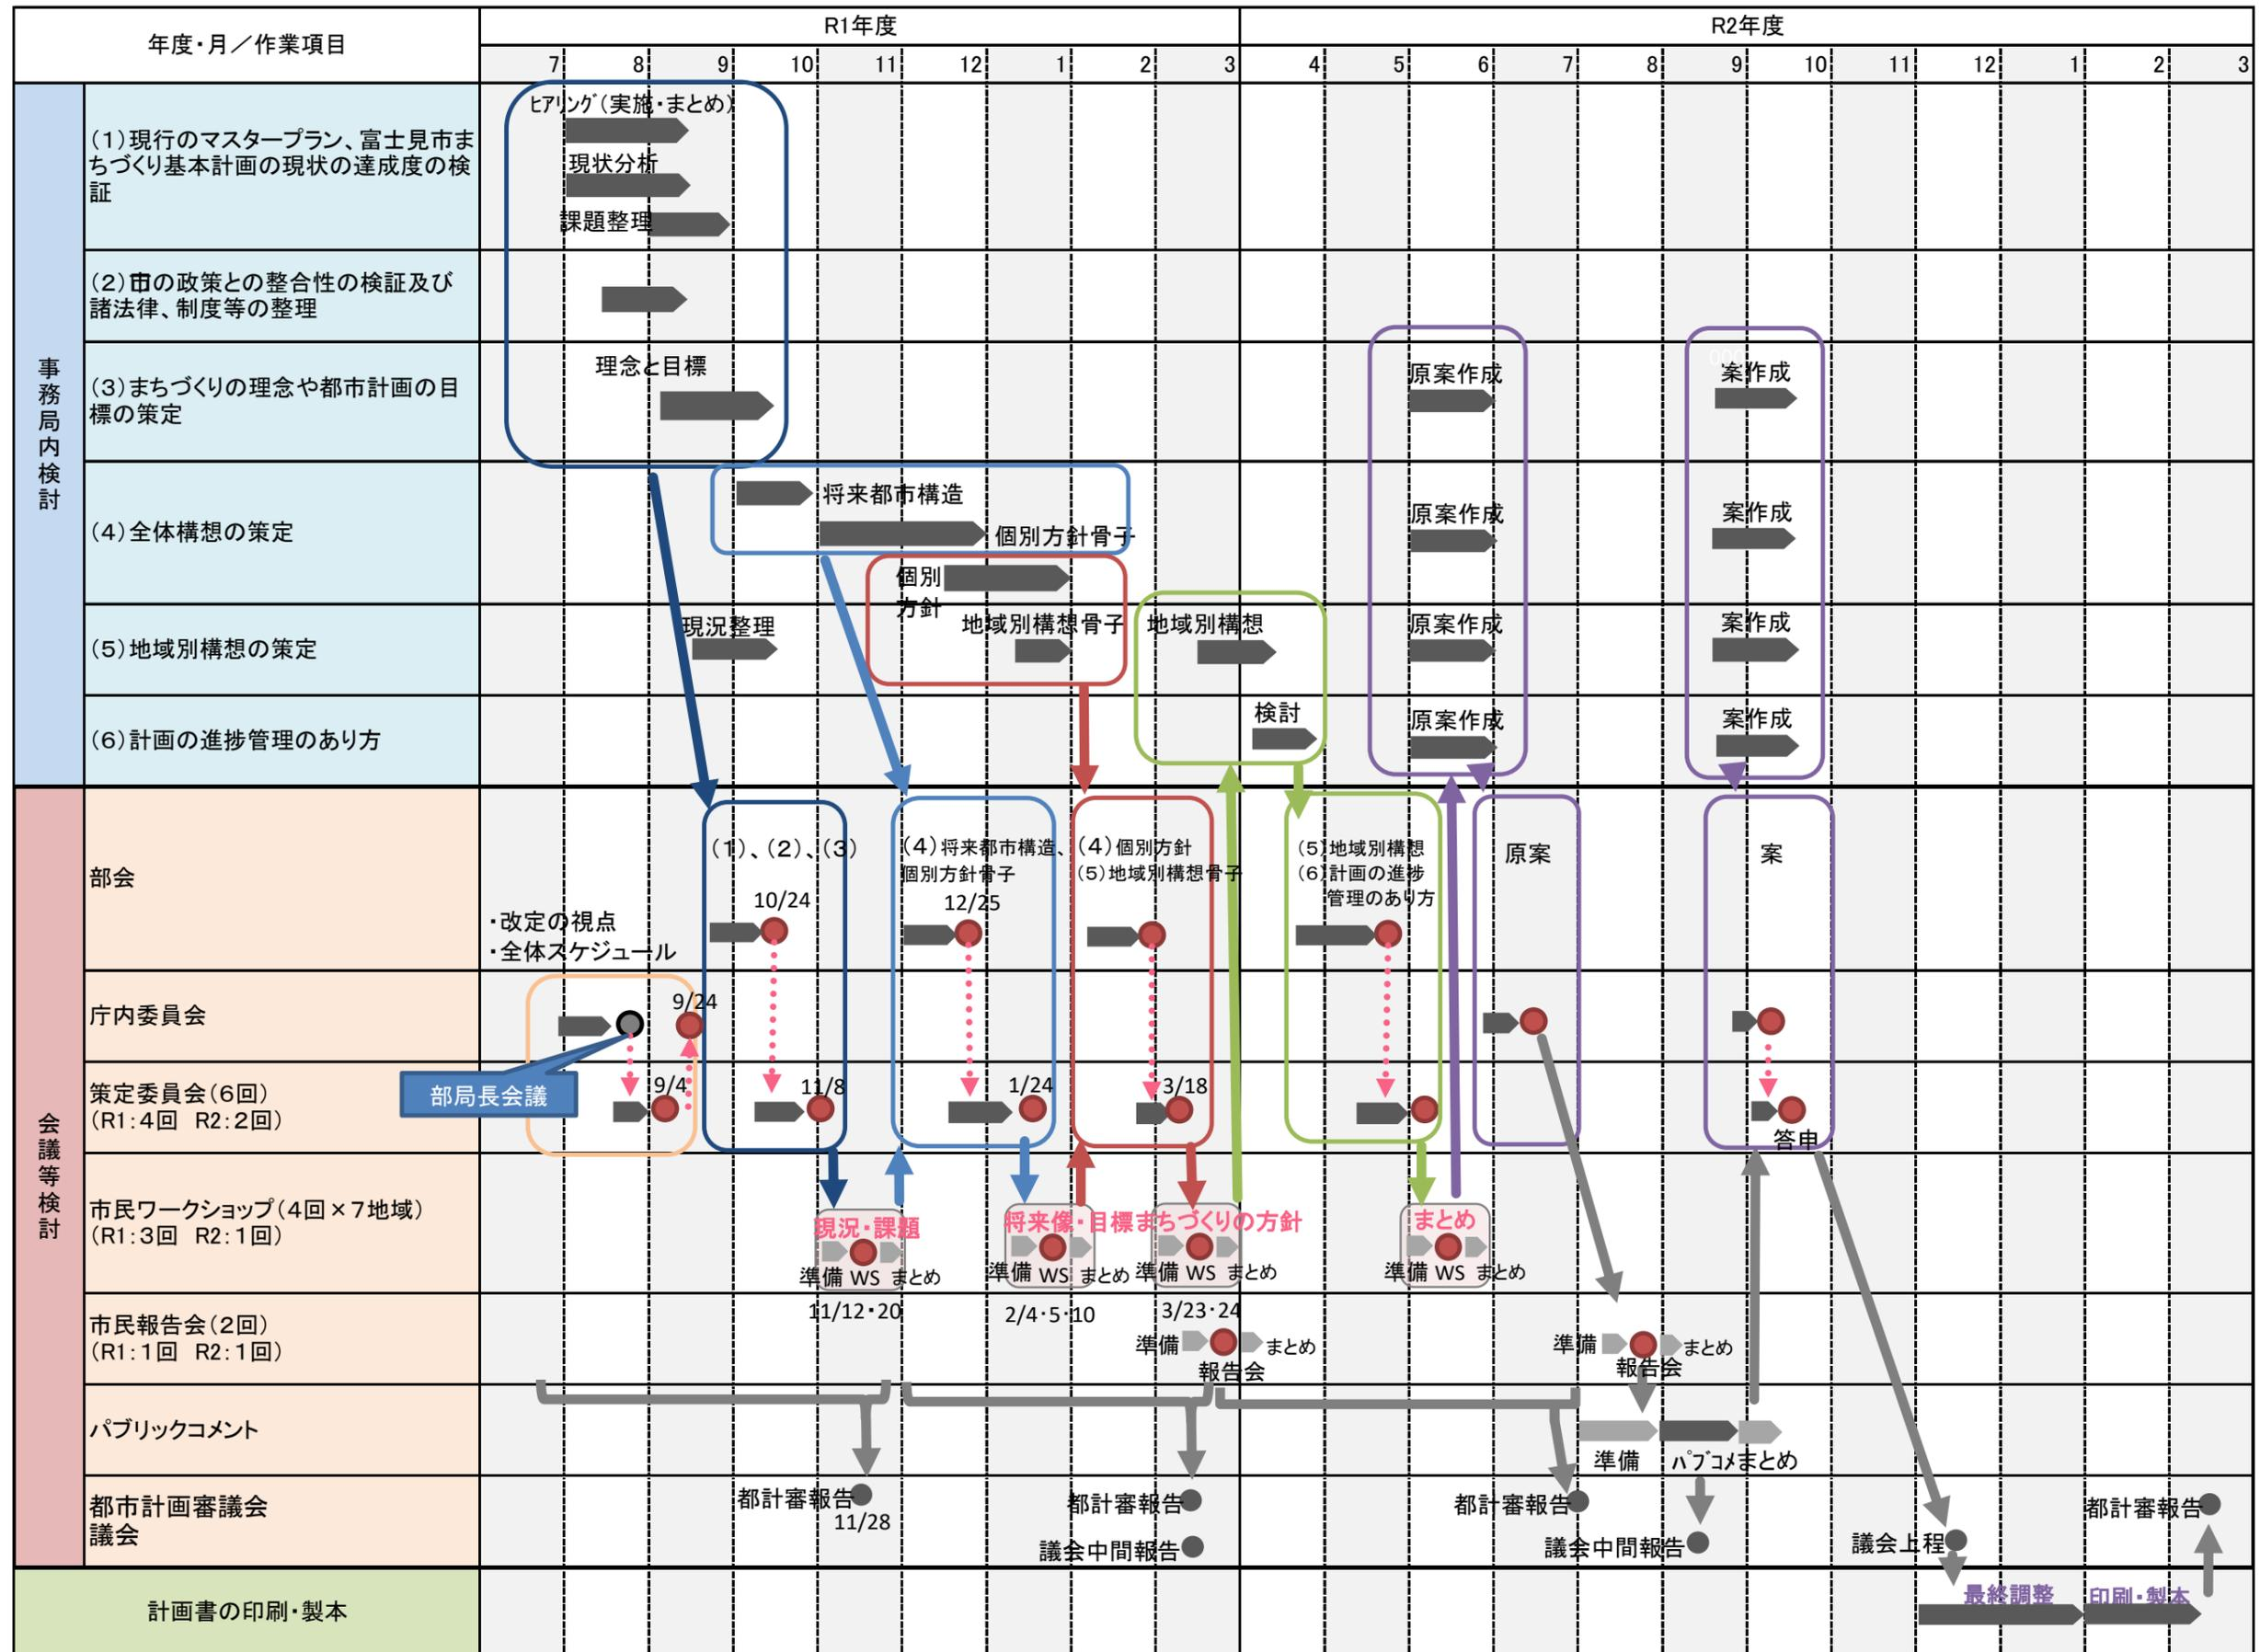 年度・月／作業項目
R1年度
R2年度
7 8 9 10 11 12 1 2 3 4 5 6 7 8 9 10 11 12 1 2 3
事務局内検討
(1)現行のマスタープラン、富士見市ま
ちづくり基本計画の現状の達成度の検
証
ﾋｱﾘﾝｸﾞ(実施・まとめ)
現状分析
課題整理
(2)市の政策との整合性の検証及び
諸法律、制度等の整理
(3)まちづくりの理念や都市計画の目
標の策定
理念と目標
原案作成
案作成
(4)全体構想の策定
将来都市構造
個別方針骨子
個別
方針
原案作成
案作成
(5)地域別構想の策定
現況整理
地域別構想骨子
地域別構想
原案作成
案作成
(6)計画の進捗管理のあり方
検討
原案作成
案作成
会議等検討
部会
・改定の視点
・全体スケジュール
(1)、(2)、(3)
10/24
(4)将来都市構造、
個別方針骨子
12/25
(4)個別方針
(5)地域別構想骨子
(5)地域別構想
(6)計画の進捗
管理のあり方
原案
案
庁内委員会
9/24
部局長会議
策定委員会(6回)
(R1:4回 R2:2回)
9/4
11/8
1/24
3/18
答申
市民ワークショップ(4回×7地域)
(R1:3回 R2:1回)
現況・課題
準備 WS まとめ
将来像・目標
準備 WS まとめ
まちづくりの方針
準備 WS まとめ
まとめ
準備 WS まとめ
市民報告会(2回)
(R1:1回 R2:1回)
11/12・20
2/4・5・10
3/23・24
準備 まとめ
報告会
準備 まとめ
報告会
パブリックコメント
準備 ﾊﾟﾌﾞｺﾒ まとめ
都市計画審議会
議会
都計審報告
11/28
都計審報告
議会中間報告
都計審報告
議会中間報告
議会上程
都計審報告
計画書の印刷・製本
最終調整
印刷・製本